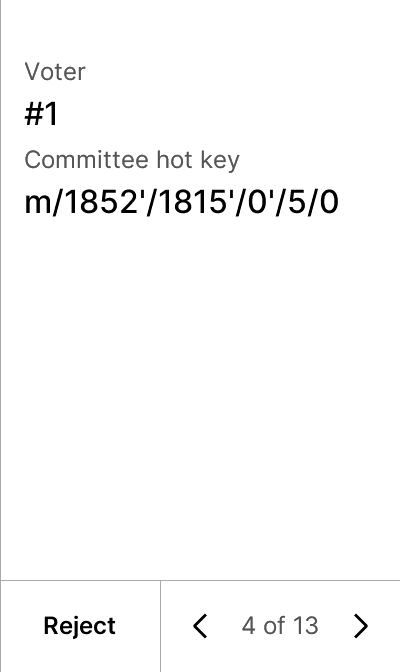 Voter
#1
Committee hot key
m/1852'/1815'/0'/5/0
Reject
4 of 13